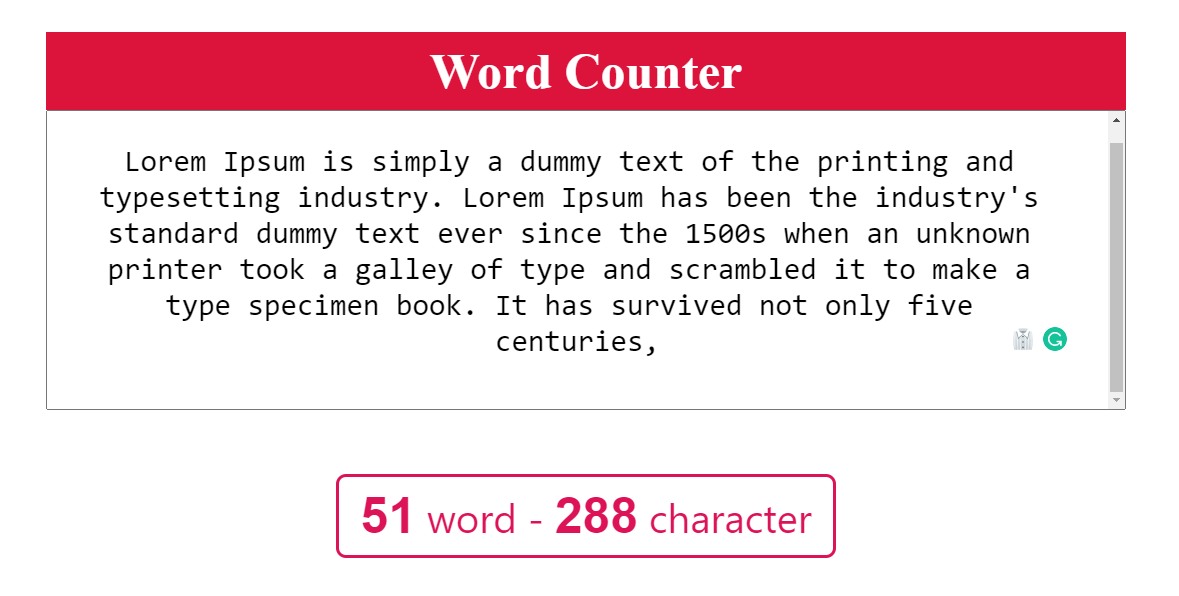 Word Counter
Lorem Ipsum is simply a dummy text of the printing and
typesetting industry. Lorem Ipsum has been the industry's
standard dummy text ever since the 1500s when an unknown
printer took a galley of type and scrambled it to make a
type specimen book. It has survived not only five
centuries,
51 word - 288 character